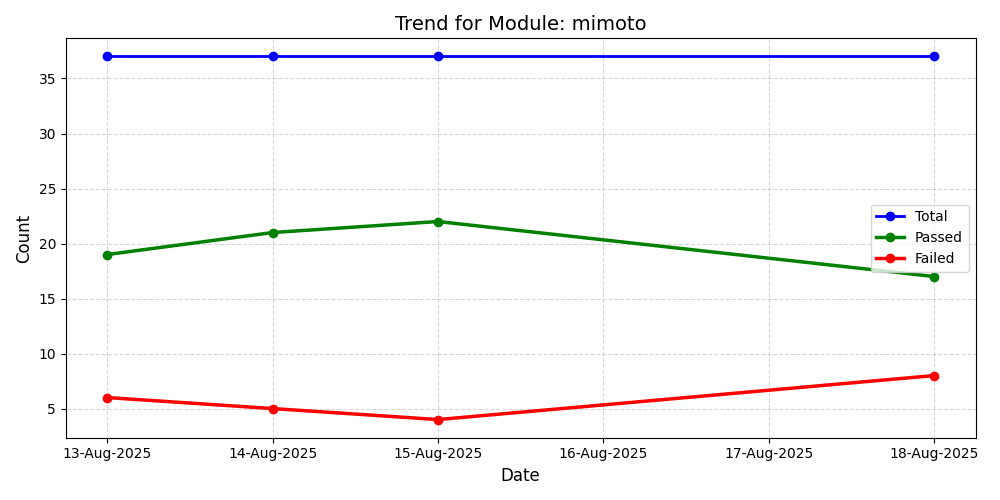 Trend for Module: mimoto
Count
35
30
25
20
15
10
5
Total
Passed
Failed
13-Aug-2025 14-Aug-2025 15-Aug-2025 16-Aug-2025 17-Aug-2025 18-Aug-2025
Date